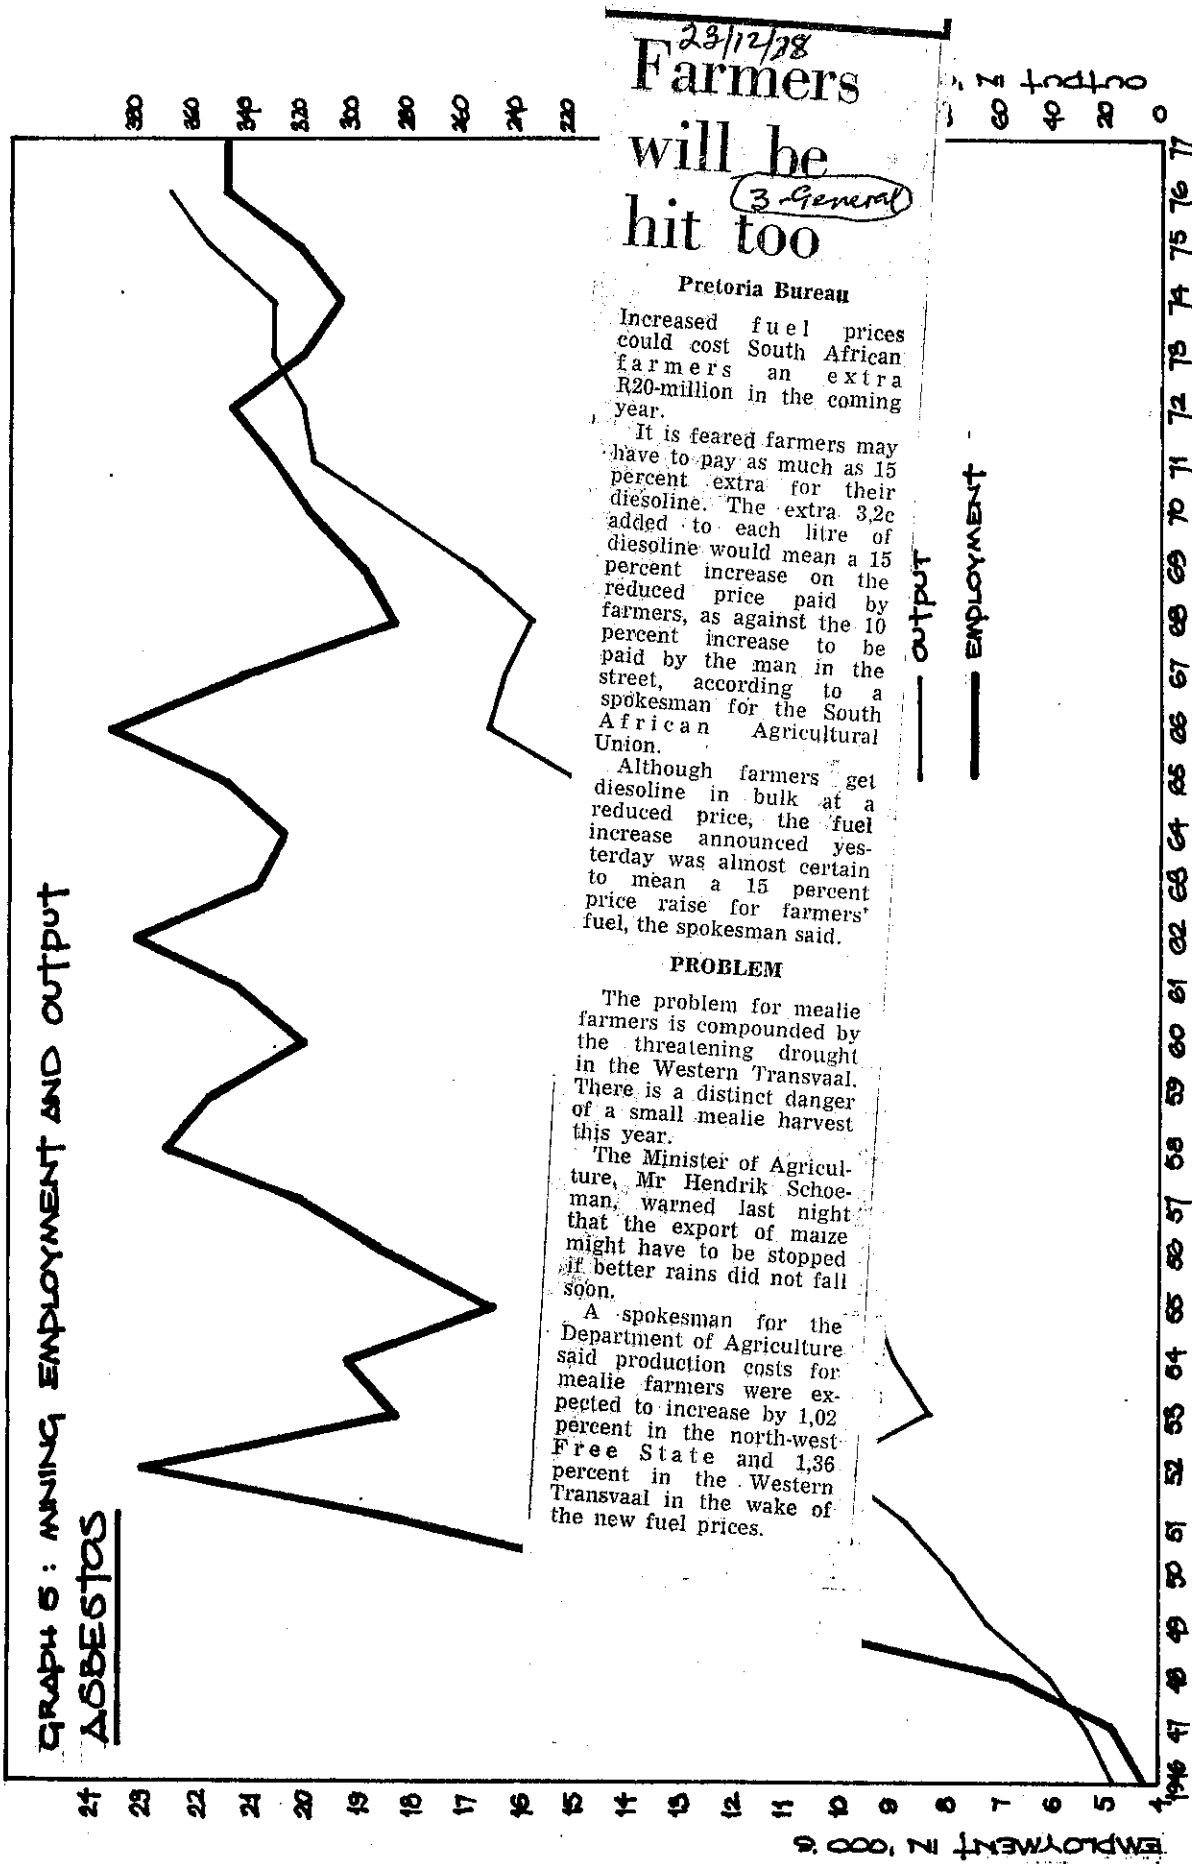 GRAPH 5 : MINING EMPLOYMENT AND OUTPUT
ASBESTOS
380
360
340
320
300
280
260
240
220
60
40
20
0
OUTPUT
24
23
22
21
20
19
18
17
16
15
14
13
12
11
10
9
8
7
6
5
4
EMPLOYMENT IN '000'S
1946 47 48 49 50 51 52 53 54 55 56 57 58 59 60 61 62 63 64 65 66 67 68 69 70 71 72 73 74 75 76 77
OUTPUT
EMPLOYMENT
23/12/78
Farmers
will be
3-General
hit too
Pretoria Bureau
Increased fuel prices
could cost South African
farmers an extra
R20-million in the coming
year.
It is feared farmers may
have to pay as much as 15
percent extra for their
diesoline. The extra 3,2c
added to each litre of
diesoline would mean a 15
percent increase on the
reduced price paid by
farmers, as against the 10
percent increase to be
paid by the man in the
street, according to a
spokesman for the South
African Agricultural
Union.
Although farmers get
diesoline in bulk at a
reduced price, the fuel
increase announced yes-
terday was almost certain
to mean a 15 percent
price raise for farmers'
fuel, the spokesman said.
PROBLEM
The problem for mealie
farmers is compounded by
the threatening drought
in the Western Transvaal.
There is a distinct danger
of a small mealie harvest
this year.
The Minister of Agricul-
ture, Mr Hendrik Schoe-
man, warned last night
that the export of maize
might have to be stopped
if better rains did not fall
soon.
A spokesman for the
Department of Agriculture
said production costs for
mealie farmers were ex-
pected to increase by 1,02
percent in the north-west
Free State and 1,36
percent in the Western
Transvaal in the wake of
the new fuel prices.